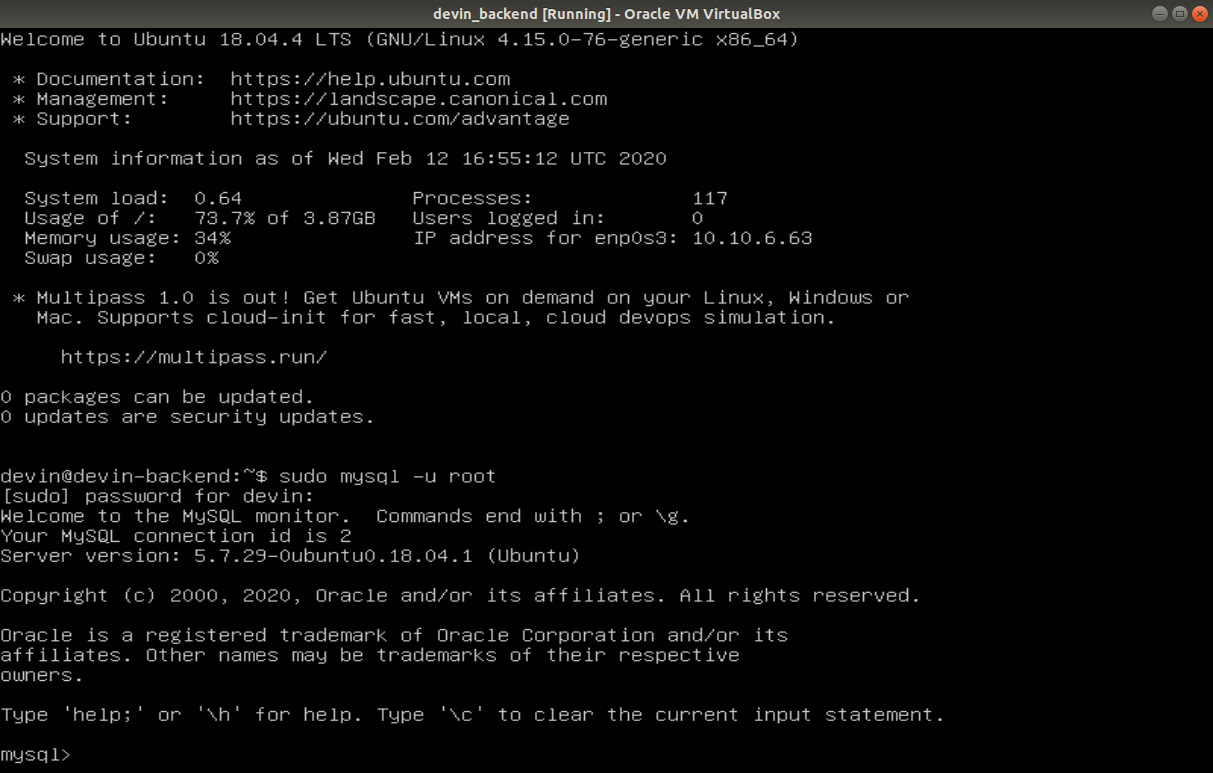 devin_backend [Running] - Oracle VM VirtualBox
Welcome to Ubuntu 18.04.4 LTS (GNU/Linux 4.15.0-76-generic x86_64)
* Documentation:  https://help.ubuntu.com
* Management:     https://landscape.canonical.com
* Support:        https://ubuntu.com/advantage
System information as of Wed Feb 12 16:55:12 UTC 2020
System load:  0.64              Processes:             117
Usage of /:   73.7% of 3.87GB   Users logged in:       0
Memory usage: 34%               IP address for enp0s3: 10.10.6.63
Swap usage:   0%
* Multipass 1.0 is out! Get Ubuntu VMs on demand on your Linux, Windows or
Mac. Supports cloud-init for fast, local, cloud devops simulation.
https://multipass.run/
0 packages can be updated.
0 updates are security updates.
devin@devin-backend:~$ sudo mysql -u root
[sudo] password for devin:
Welcome to the MySQL monitor.  Commands end with ; or \g.
Your MySQL connection id is 2
Server version: 5.7.29-0ubuntu0.18.04.1 (Ubuntu)
Copyright (c) 2000, 2020, Oracle and/or its affiliates. All rights reserved.
Oracle is a registered trademark of Oracle Corporation and/or its
affiliates. Other names may be trademarks of their respective
owners.
Type 'help;' or '\h' for help. Type '\c' to clear the current input statement.
mysql>